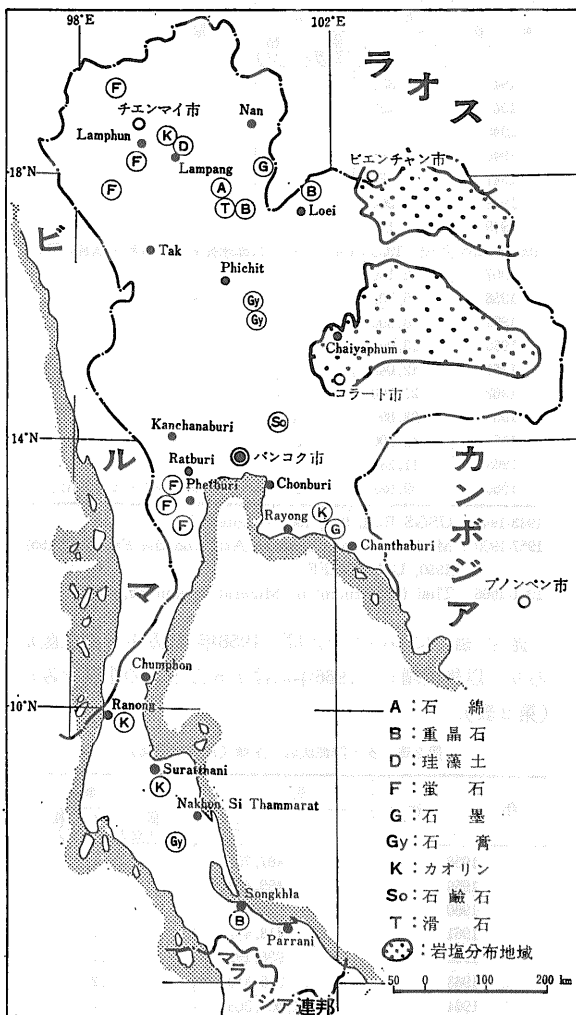 98°E
102°E
ラオス
F
チエンマイ市
Nan
Lamphun
K
D
F
Lampang
G
ビエンチャン市
18°N
F
A
B
T
B
Loei
ビルマ
Tak
Phichit
Gy
Gy
Chaiyaphum
コラート市
So
Kanchanaburi
14°N
バンコク市
Ratburi
カンボジア
F
Phetburi
Chonburi
F
K
F
Rayong
G
Chanthaburi
プノンペン市
Chumphon
10°N
Ranong
K
Suratthani
K
Nakhon Si Thammarat
Gy
Songkhla
B
Parrani
マライシア連邦
A:石綿
B:重晶石
D:珪藻土
F:蛍石
G:石墨
Gy:石膏
K:カオリン
So:石鹼石
T:滑石
:岩塩分布地域
50 0 100 200 km